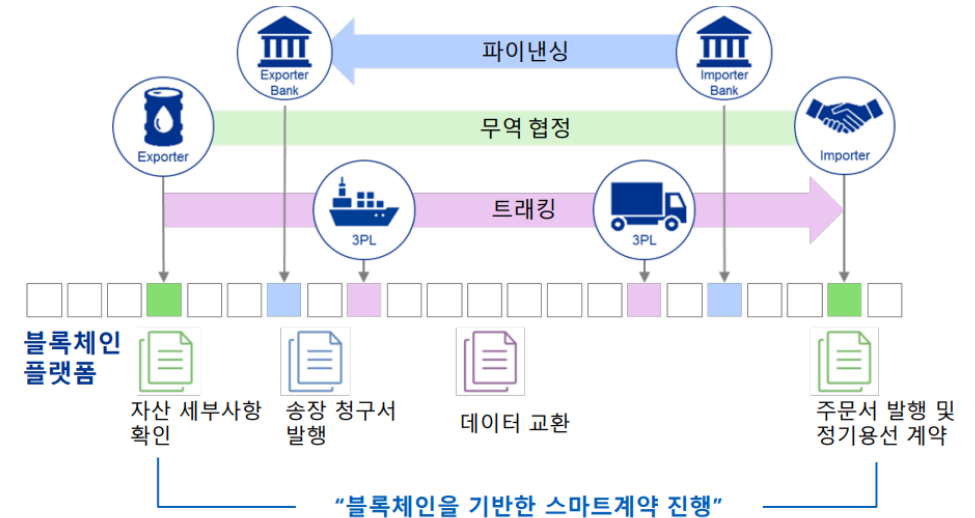 파이낸싱
Exporter
Bank
Importer
Bank
무역 협정
Exporter
Importer
트래킹
3PL
3PL
블록체인
플랫폼
자산 세부사항
확인
송장 청구서
발행
데이터 교환
주문서 발행 및
정기용선 계약
“블록체인을 기반한 스마트계약 진행”